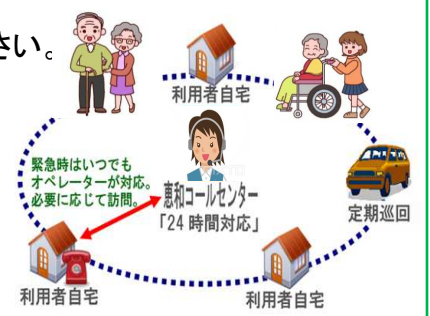 さい。
利用者自宅
緊急時はいつでも
オペレーターが対応。
必要に応じて訪問。
恵和コールセンター
「24時間対応」
定期巡回
利用者自宅
利用者自宅